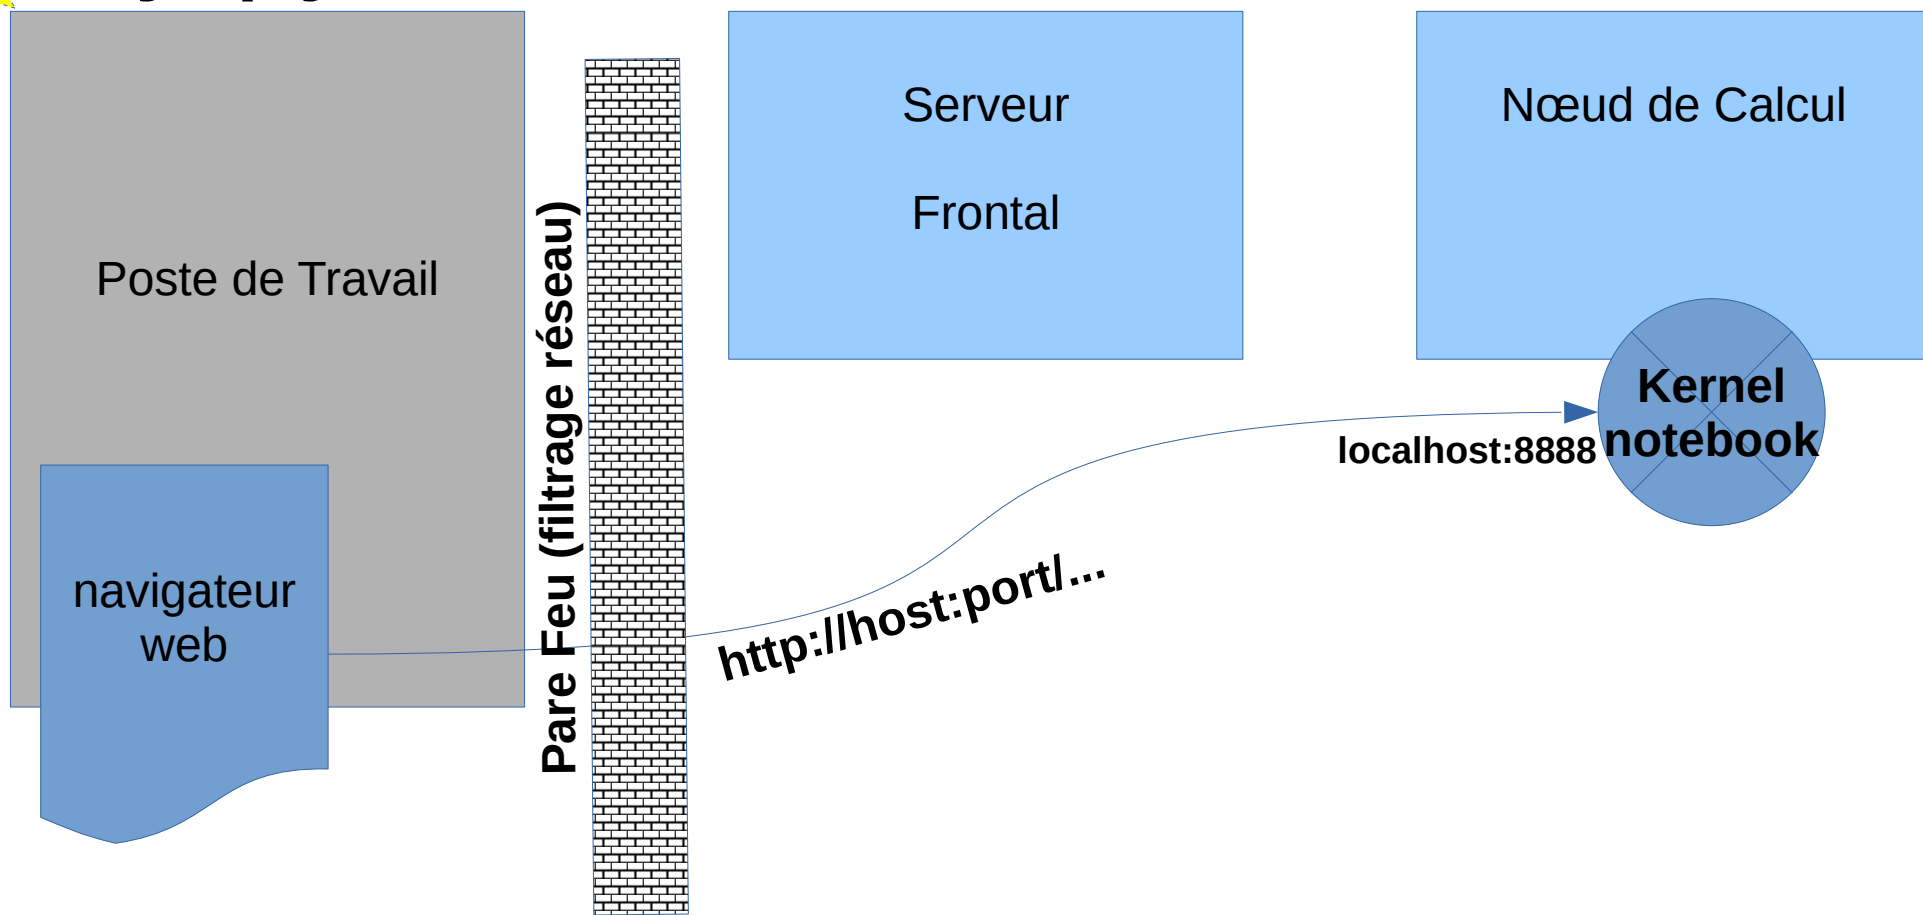 Poste de Travail
navigateur
web
Pare Feu (filtrage réseau)
Serveur
Frontal
http://host:port/...
Nœud de Calcul
localhost:8888
Kernel
notebook